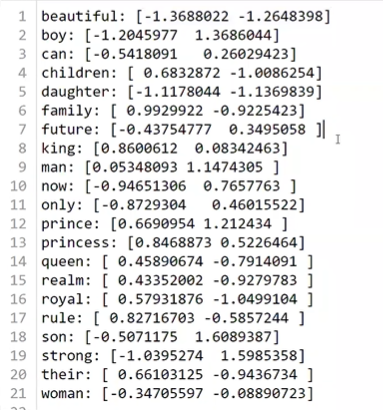 1 beautiful: [-1.3688022 -1.2648398]
2 boy: [-1.2045977 1.3686044]
3 can: [-0.5418091 0.26029423]
4 children: [ 0.6832872 -1.0086254]
5 daughter: [-1.1178044 -1.1369839]
6 family: [ 0.9929922 -0.9225423]
7 future: [-0.43754777 0.3495058 ]
8 king: [0.8600612 0.08342463]
9 man: [0.05348093 1.1474305 ]
10 now: [-0.94651306 0.7657763 ]
11 only: [-0.8729304 0.46015522]
12 prince: [0.6690954 1.212434 ]
13 princess: [0.8468873 0.5226464]
14 queen: [ 0.45890674 -0.7914091 ]
15 realm: [ 0.43352002 -0.9279783 ]
16 royal: [ 0.57931876 -1.0499104 ]
17 rule: [ 0.82716703 -0.5857244 ]
18 son: [-0.5071175 1.6089387]
19 strong: [-1.0395274 1.5985358]
20 their: [ 0.66103125 -0.9436734 ]
21 woman: [-0.34705597 -0.08890723]